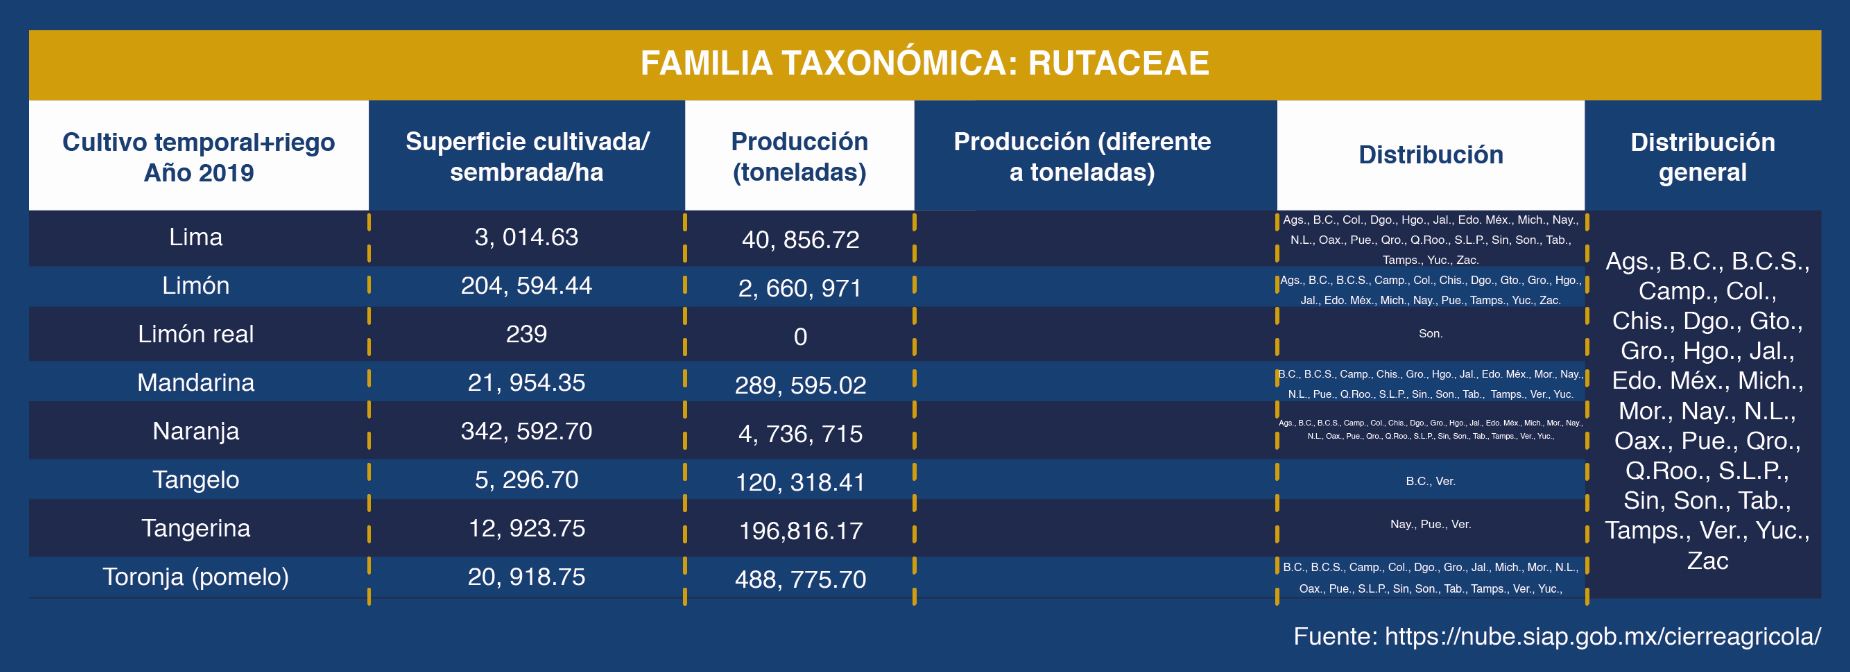 FAMILIA TAXONÓMICA: RUTACEAE
Cultivo temporal+riego
Año 2019
Superficie cultivada/
sembrada/ha
Producción
(toneladas)
Producción (diferente
a toneladas)
Distribución
Distribución
general
Lima
3, 014.63
40, 856.72
Ags., B.C., Col., Dgo., Hgo., Jal., Edo. Méx., Mich., Nay.,
N.L., Oax., Pue., Qro., Q.Roo., S.L.P., Sin, Son., Tab.,
Tamps., Yuc., Zac.
Limón
204, 594.44
2, 660, 971
Ags., B.C., B.C.S., Camp., Col., Chis., Dgo., Gto., Gro., Hgo.,
Jal., Edo. Méx., Mich., Nay., Pue., Tamps., Yuc., Zac.
Limón real
239
0
Son.
Mandarina
21, 954.35
289, 595.02
B.C., B.C.S., Camp., Chis., Gro., Hgo., Jal., Edo. Méx., Mor., Nay.,
N.L., Pue., Q.Roo., S.L.P., Sin., Son., Tab., Tamps., Ver., Yuc.
Naranja
342, 592.70
4, 736, 715
Ags., B.C., B.C.S., Camp., Col., Chis., Dgo., Gro., Hgo., Jal., Edo. Méx., Mich., Mor., Nay.,
N.L., Oax., Pue., Qro., Q.Roo., S.L.P., Sin, Son., Tab., Tamps., Ver., Yuc.,
Tangelo
5, 296.70
120, 318.41
B.C., Ver.
Tangerina
12, 923.75
196,816.17
Nay., Pue., Ver.
Toronja (pomelo)
20, 918.75
488, 775.70
B.C., B.C.S., Camp., Col., Dgo., Gro., Jal., Mich., Mor., N.L.,
Oax., Pue., S.L.P., Sin, Son., Tab., Tamps., Ver., Yuc.,
Ags., B.C., B.C.S.,
Camp., Col.,
Chis., Dgo., Gto.,
Gro., Hgo., Jal.,
Edo. Méx., Mich.,
Mor., Nay., N.L.,
Oax., Pue., Qro.,
Q.Roo., S.L.P.,
Sin, Son., Tab.,
Tamps., Ver., Yuc.,
Zac
Fuente: https://nube.siap.gob.mx/cierreagricola/